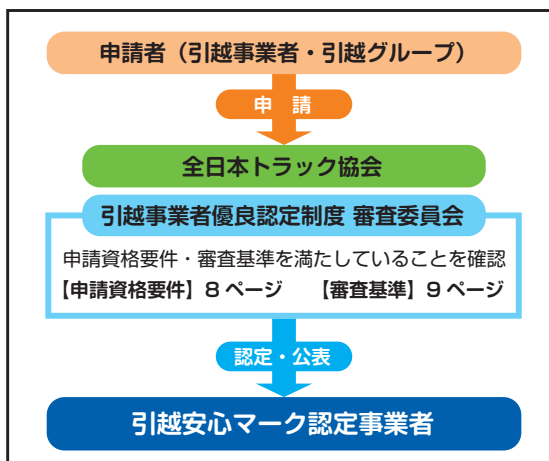 申請者（引越事業者・引越グループ）
申 請
全日本トラック協会
引越事業者優良認定制度 審査委員会
申請資格要件・審査基準を満たしていることを確認
【申請資格要件】8 ページ 【審査基準】9 ページ
認定・公表
引越安心マーク認定事業者